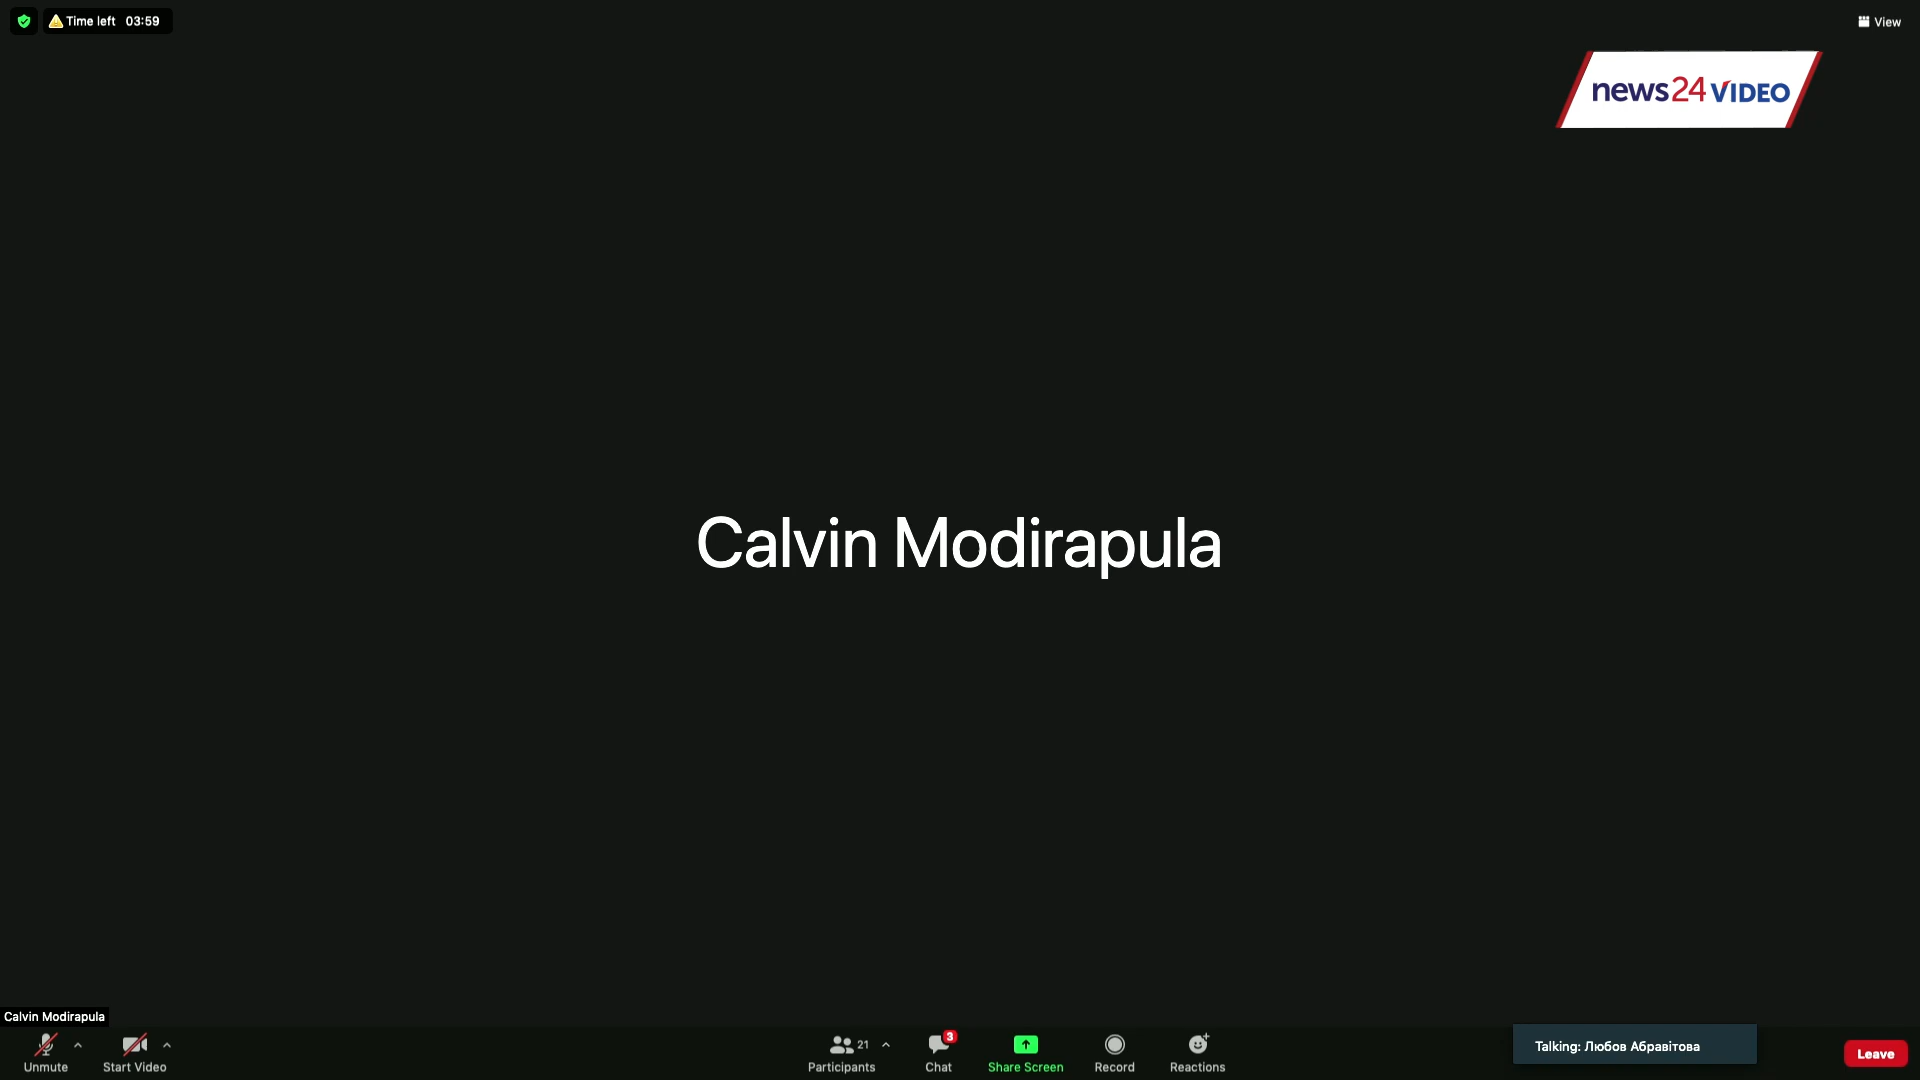 Time left 03:59
View
news24 VIDEO
Calvin Modirapula
Calvin Modirapula
Unmute
Start Video
21
Participants
3
Chat
Share Screen
Record
Reactions
Talking: Любов Абравітова
Leave